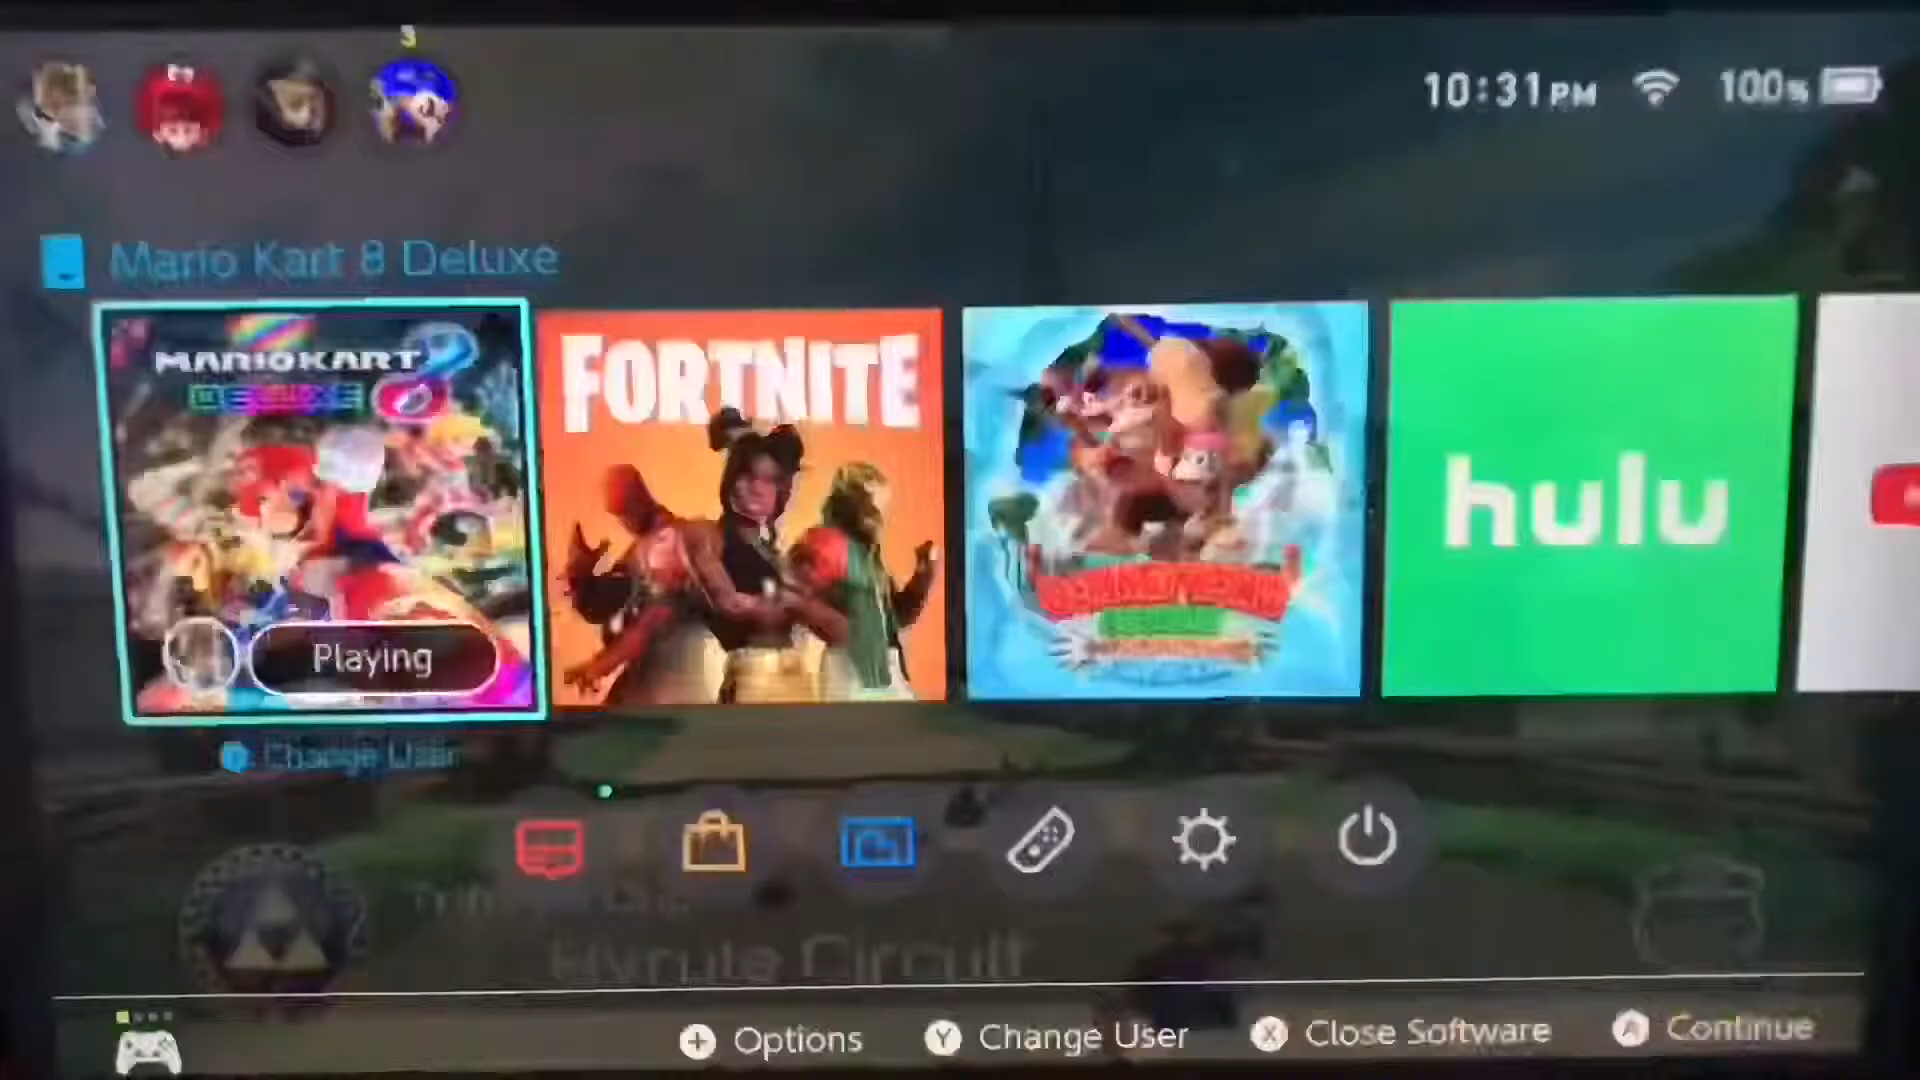 3
10:31PM
100%
Mario Kart 8 Deluxe
MARIOKART 8
DELUXE
FORTNITE
hulu
Playing
Change User
Hyrule Circuit
Options
Change User
Close Software
Continue